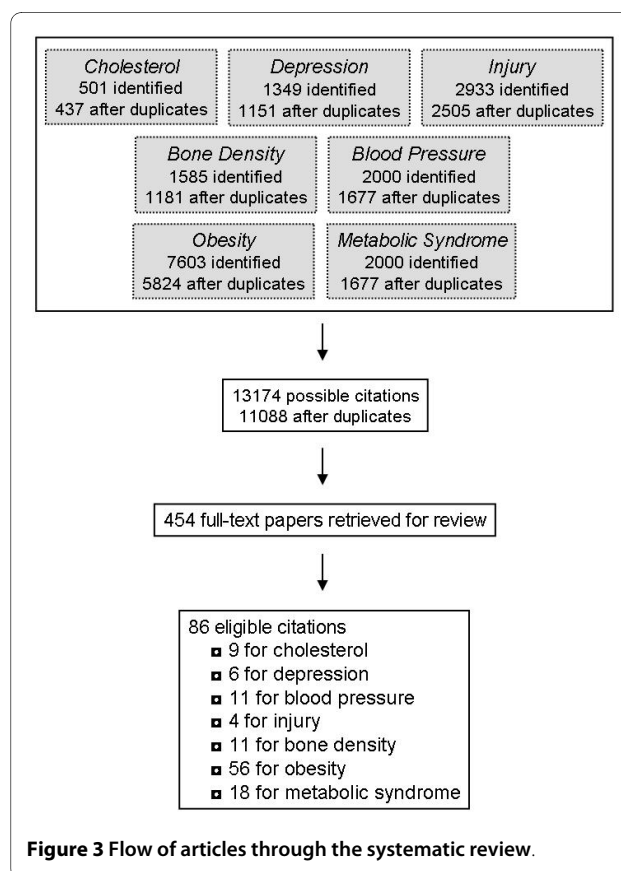 Cholesterol
501 identified
437 after duplicates
Depression
1349 identified
1151 after duplicates
Injury
2933 identified
2505 after duplicates
Bone Density
1585 identified
1181 after duplicates
Blood Pressure
2000 identified
1677 after duplicates
Obesity
7603 identified
5824 after duplicates
Metabolic Syndrome
2000 identified
1677 after duplicates
13174 possible citations
11088 after duplicates
454 full-text papers retrieved for review
86 eligible citations
9 for cholesterol
6 for depression
11 for blood pressure
4 for injury
11 for bone density
56 for obesity
18 for metabolic syndrome
Figure 3 Flow of articles through the systematic review.